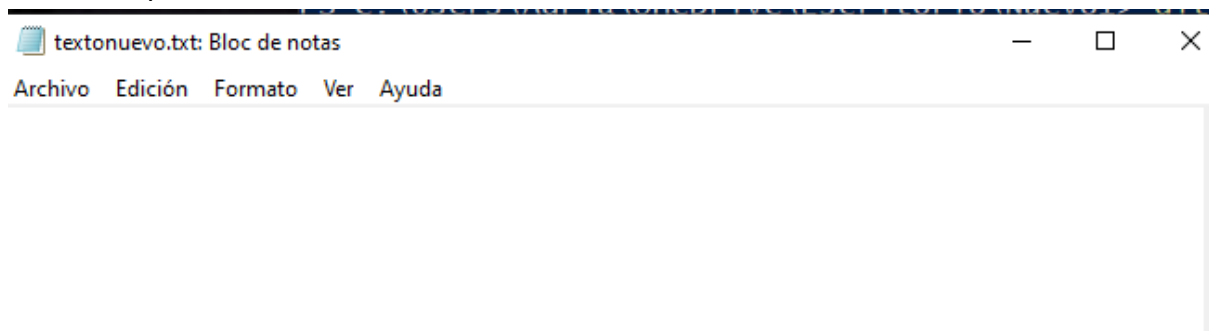 textonuevo.txt: Bloc de notas
Archivo Edición Formato Ver Ayuda